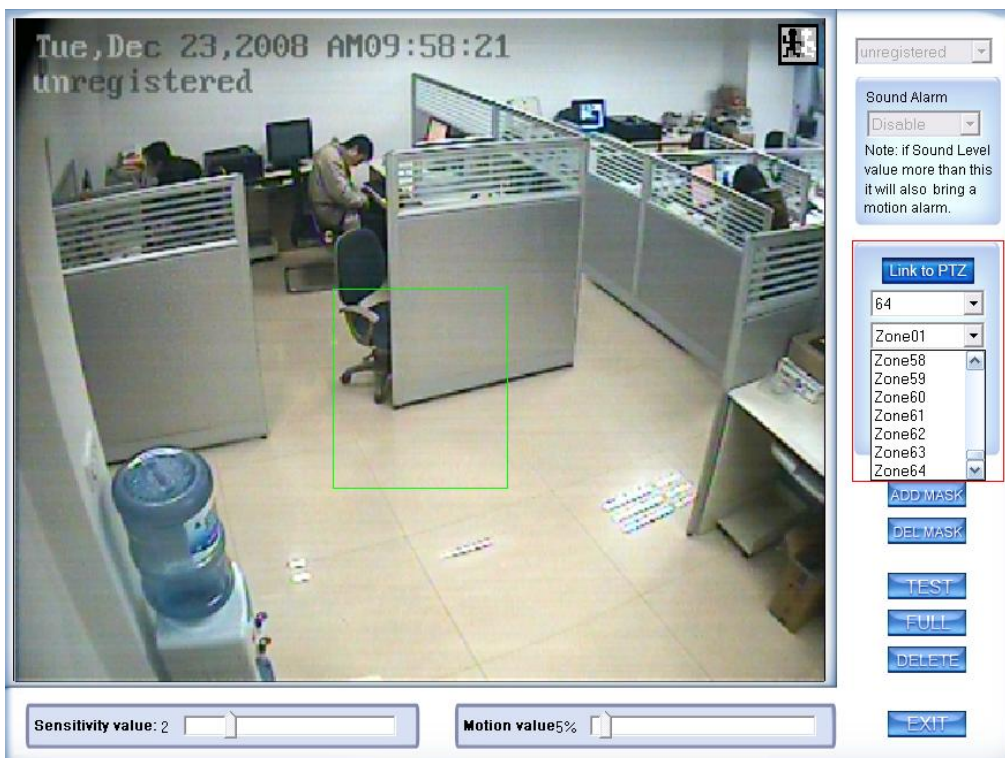 Tue,Dec 23,2008 AM09:58:21
unregistered
unregistered
Sound Alarm
Disable
Note: if Sound Level
value more than this
it will also bring a
motion alarm.
Link to PTZ
64
Zone01
Zone58
Zone59
Zone60
Zone61
Zone62
Zone63
Zone64
ADD MASK
DEL MASK
TEST
FULL
DELETE
EXIT
Sensitivity value: 2
Motion value5%